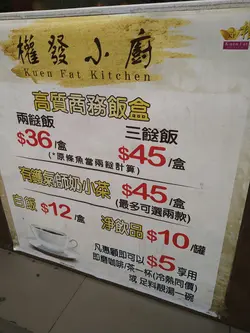 權發小廚
Kuen Fat Kitchen
高質商務飯盒
兩餸飯
$36/盒
三餸飯
$45/盒
(*原條魚當兩餸計算)
有鑊氣師奶小菜 $45/盒
(最多可選兩款)
白飯 $12/盒
淨飲品 $10/罐
凡惠顧即可以 $5 享用
即磨咖啡/茶一杯(冷熱同價)
或 足料靚湯一碗